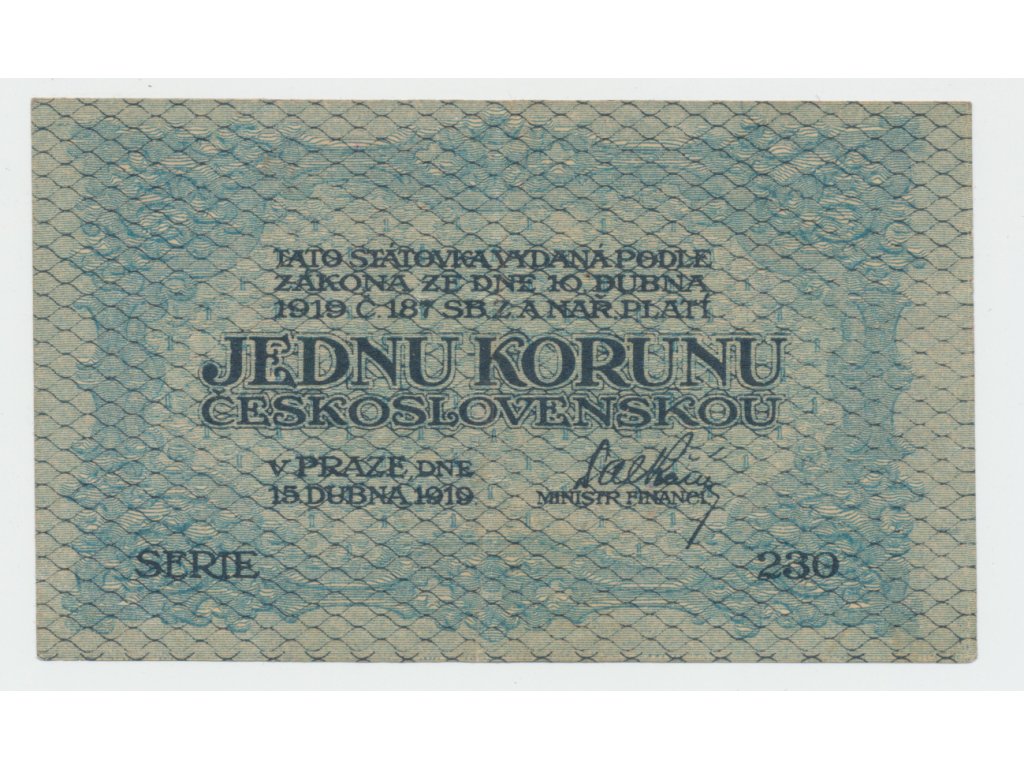 TATO STÁTOVKA VYDANÁ PODLE
ZÁKONA ZE DNE 10. DUBNA
1919 Č. 187 SB. Z. A NAŘ. PLATÍ
JEDNU KORUNU
ČESKOSLOVENSKOU
V PRAZE, DNE
15. DUBNA 1919.
MINISTR FINANCÍ
SERIE 230